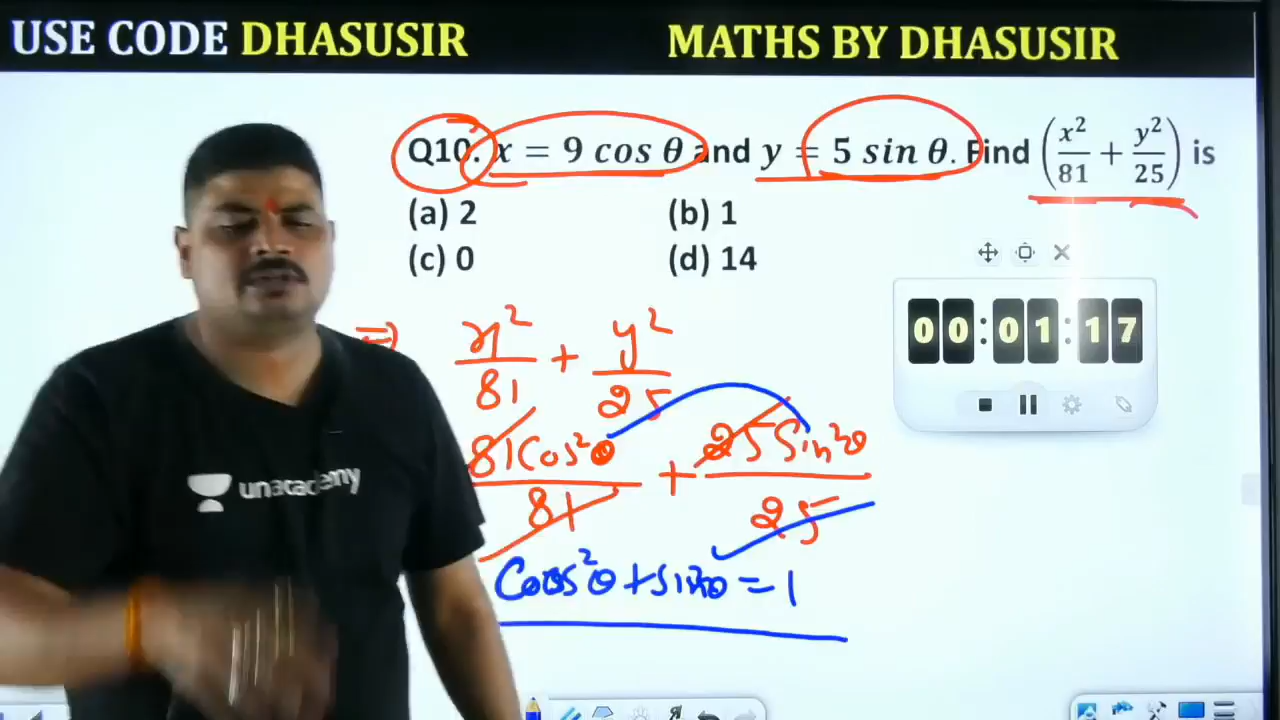 USE CODE DHASUSIR
MATHS BY DHASUSIR
Q10. x = 9 cos θ and y = 5 sin θ. Find (x²/81 + y²/25) is
(a) 2
(b) 1
(c) 0
(d) 14
00:01:17
⇒ x²/81 + y²/25
81Cos²θ/81 + 25Sin²θ/25
Cos²θ + Sin²θ = 1
unacademy